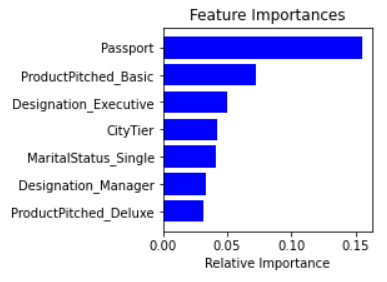 Feature Importances
Passport
ProductPitched_Basic
Designation_Executive
CityTier
MaritalStatus_Single
Designation_Manager
ProductPitched_Deluxe
0.00 0.05 0.10 0.15
Relative Importance